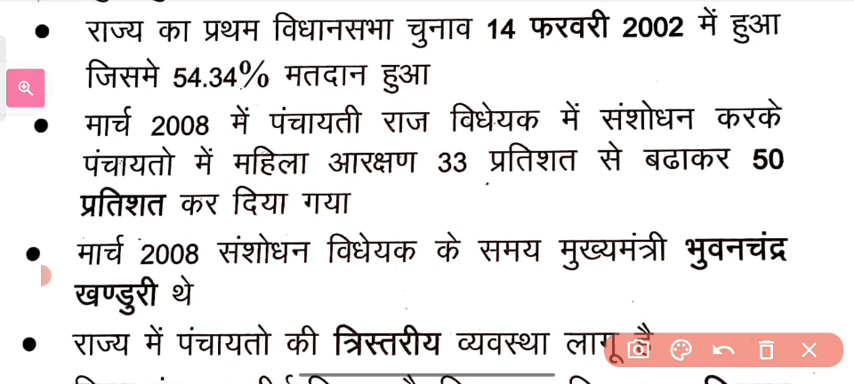 राज्य का प्रथम विधानसभा चुनाव 14 फरवरी 2002 में हुआ
जिसमे 54.34% मतदान हुआ
मार्च 2008 में पंचायती राज विधेयक में संशोधन करके
पंचायतो में महिला आरक्षण 33 प्रतिशत से बढाकर 50
प्रतिशत कर दिया गया
मार्च 2008 संशोधन विधेयक के समय मुख्यमंत्री भुवनचंद्र
खण्डुरी थे
राज्य में पंचायतो की त्रिस्तरीय व्यवस्था लागू है